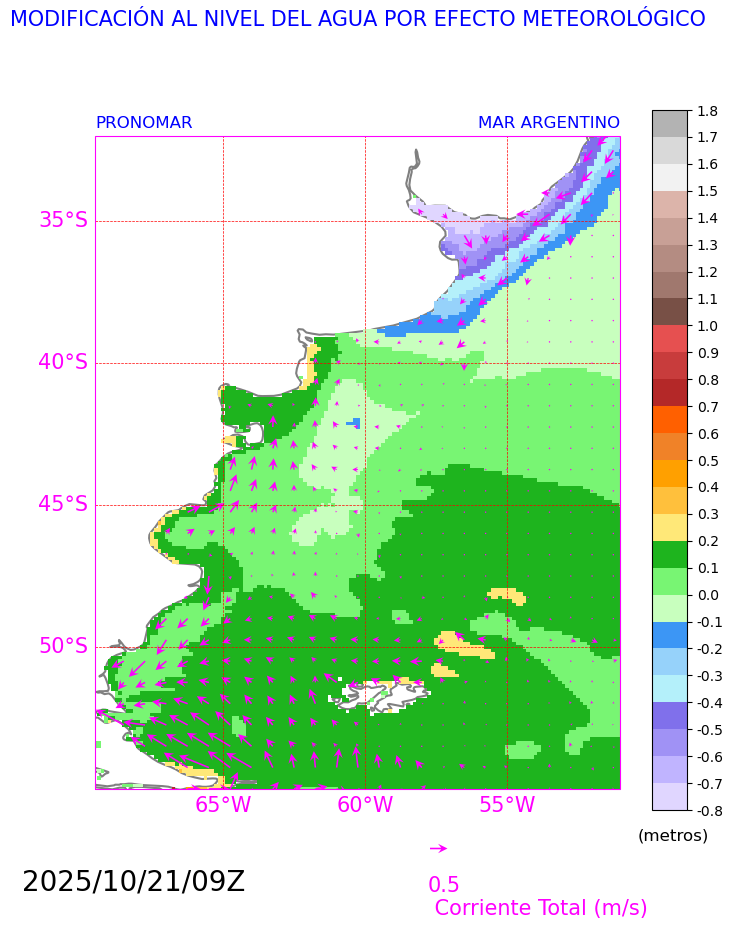 MODIFICACIÓN AL NIVEL DEL AGUA POR EFECTO METEOROLÓGICO
PRONOMAR MAR ARGENTINO
1.8
1.7
1.6
1.5
1.4
1.3
1.2
1.1
1.0
0.9
0.8
0.7
0.6
0.5
0.4
0.3
0.2
0.1
0.0
-0.1
-0.2
-0.3
-0.4
-0.5
-0.6
-0.7
-0.8
(metros)
35°S
40°S
45°S
50°S
65°W 60°W 55°W
2025/10/21/09Z
0.5
Corriente Total (m/s)